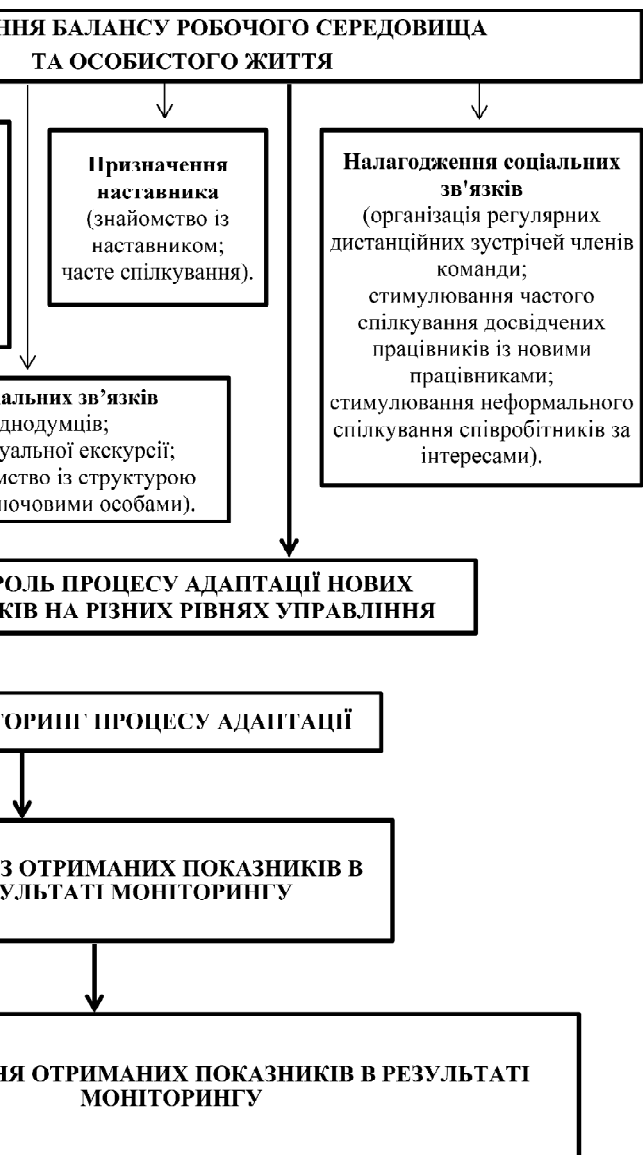 ННЯ БАЛАНСУ РОБОЧОГО СЕРЕДОВИЩА
ТА ОСОБИСТОГО ЖИТТЯ
Призначення
наставника
(знайомство із
наставником;
часте спілкування).
Налагодження соціальних
зв'язків
(організація регулярних
дистанційних зустрічей членів
команди;
стимулювання частого
спілкування досвідчених
працівників із новими
працівниками;
стимулювання неформального
спілкування співробітників за
інтересами).
альних зв’язків
днодумців;
уальної екскурсії;
мство із структурою
ючовими особами).
РОЛЬ ПРОЦЕСУ АДАПТАЦІЇ НОВИХ
КІВ НА РІЗНИХ РІВНЯХ УПРАВЛІННЯ
ТОРИНГ ПРОЦЕСУ АДАПТАЦІЇ
З ОТРИМАНИХ ПОКАЗНИКІВ В
УЛЬТАТІ МОНІТОРИНГУ
НЯ ОТРИМАНИХ ПОКАЗНИКІВ В РЕЗУЛЬТАТІ
МОНІТОРИНГУ